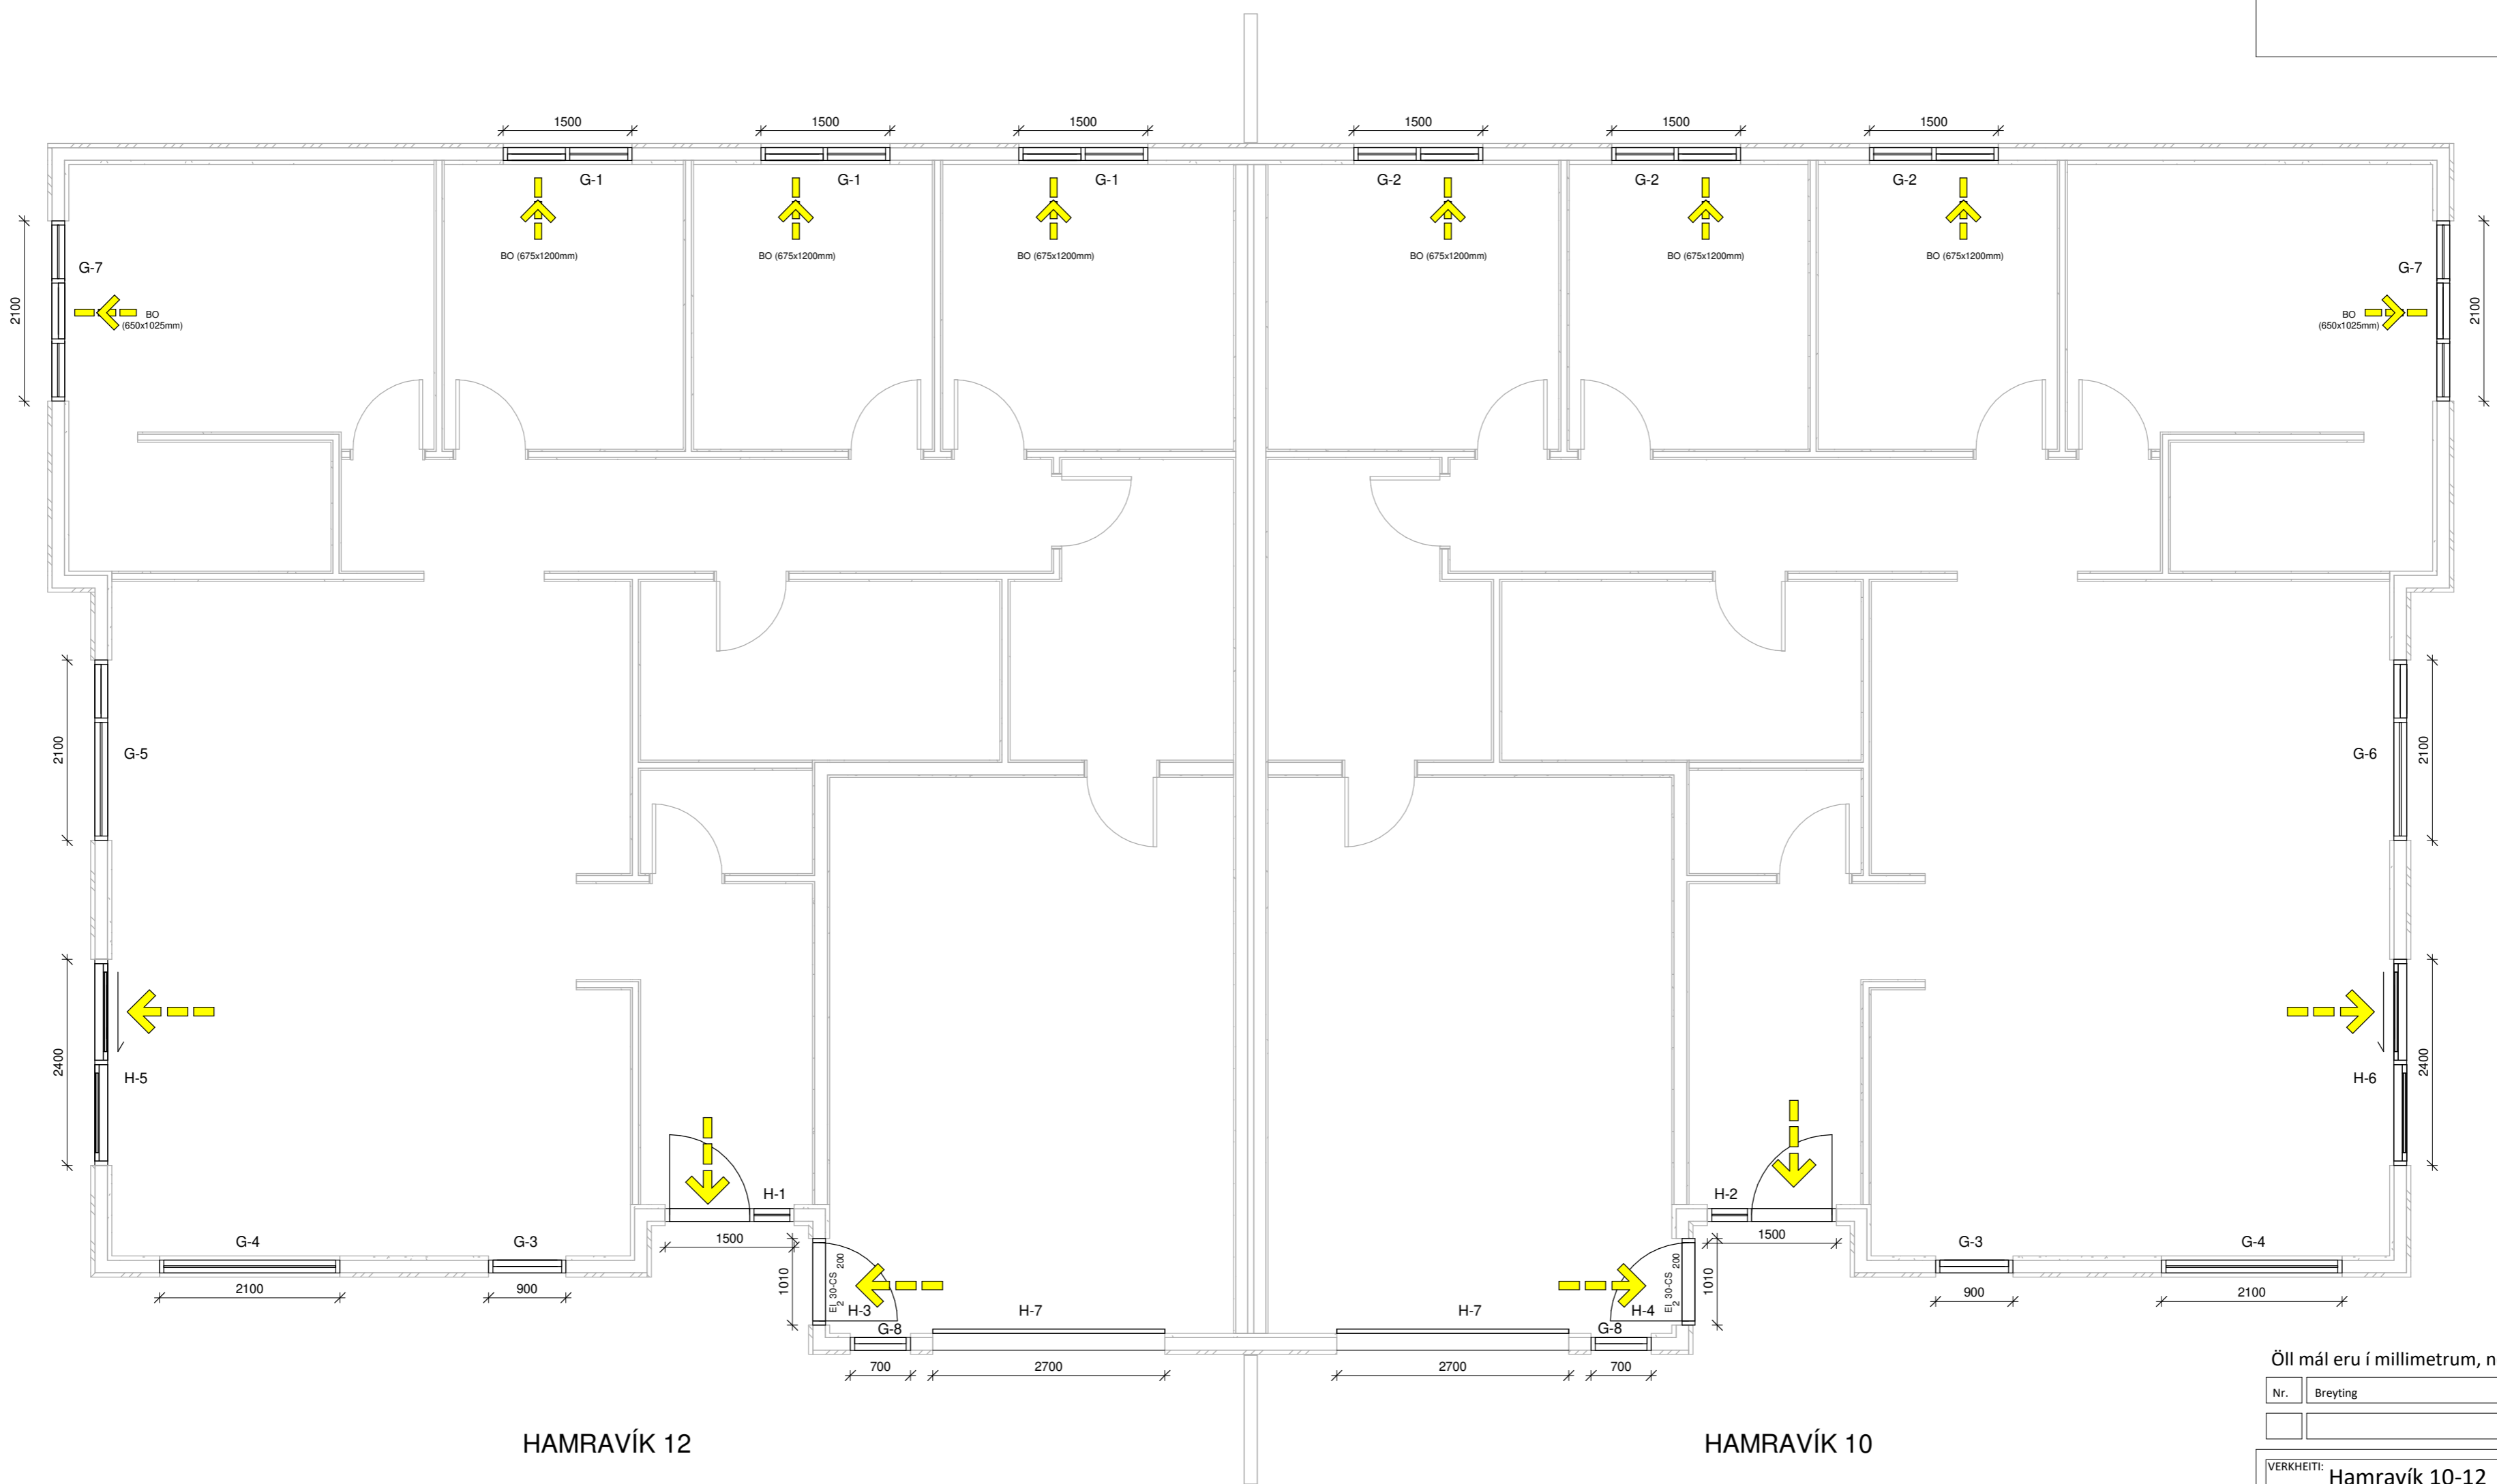 1500 1500 1500 1500 1500 1500
G-1 G-1 G-1 G-2 G-2 G-2
BO (675x1200mm) BO (675x1200mm) BO (675x1200mm) BO (675x1200mm) BO (675x1200mm) BO (675x1200mm)
G-7 G-7
2100 2100
BO BO
(650x1025mm) (650x1025mm)
2100 G-5 G-6 2100
2400 2400
H-5 H-6
H-1 H-2
G-4 G-3 1500 1500 G-3 G-4
2100 900 900 2100
1010 EI2 30-CS200 EI2 30-CS200 1010
H-3 H-7 H-7 H-4
G-8 G-8
700 2700 2700 700
Öll mál eru í millimetrum, n
Nr. Breyting
HAMRAVÍK 12 HAMRAVÍK 10
VERKHEITI: Hamravík 10-12